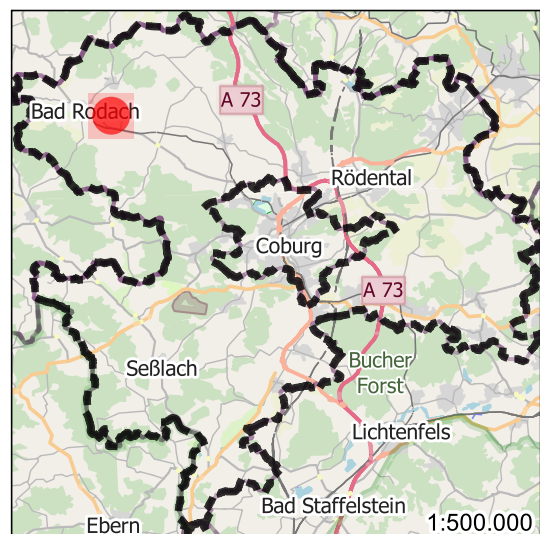 A 73
Bad Rodach
Rödental
Coburg
A 73
Bucher
Forst
Seßlach
Lichtenfels
Bad Staffelstein
Ebern
1:500.000